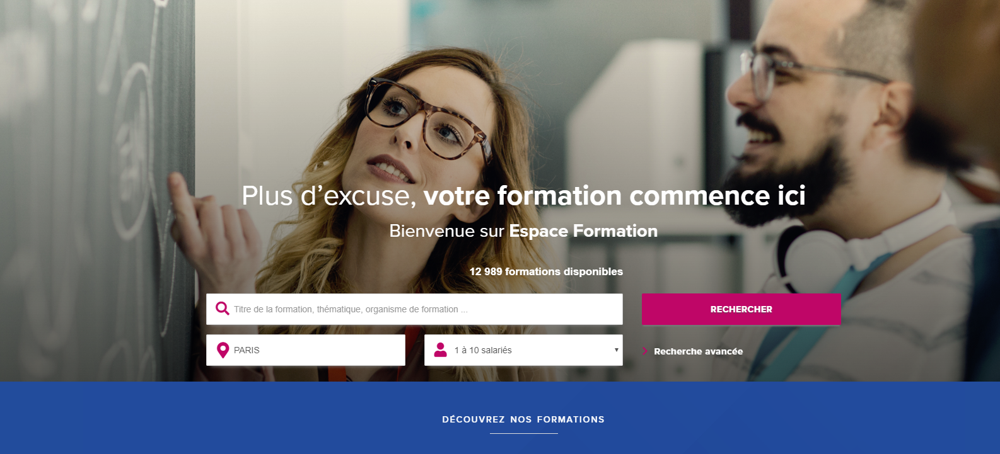 Plus d’excuse, votre formation commence ici
Bienvenue sur Espace Formation
12 989 formations disponibles
Titre de la formation, thématique, organisme de formation ...
RECHERCHER
PARIS
1 à 10 salariés
Recherche avancée
DÉCOUVREZ NOS FORMATIONS